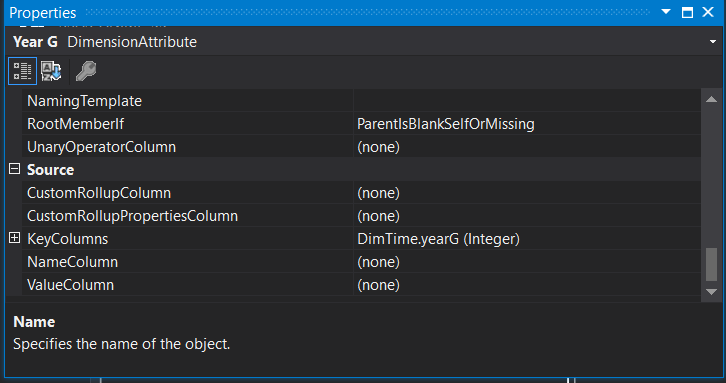 Properties
Year G DimensionAttribute
NamingTemplate
RootMemberIf ParentIsBlankSelfOrMissing
UnaryOperatorColumn (none)
Source
CustomRollupColumn (none)
CustomRollupPropertiesColumn (none)
KeyColumns DimTime.yearG (Integer)
NameColumn (none)
ValueColumn (none)
Name
Specifies the name of the object.